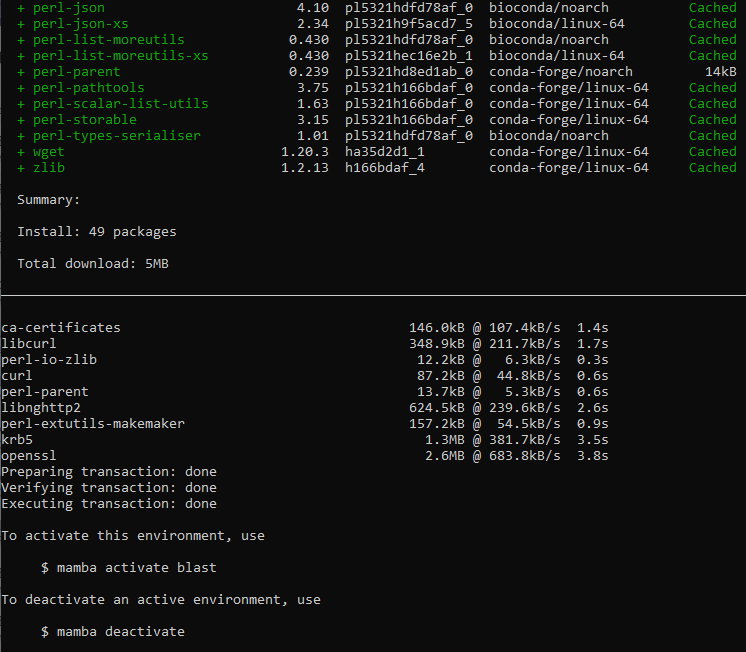 + perl-json 4.10 pl5321hdfd78af_0 bioconda/noarch Cached
+ perl-json-xs 2.34 pl5321h9f5acd7_5 bioconda/linux-64 Cached
+ perl-list-moreutils 0.430 pl5321hdfd78af_0 bioconda/noarch Cached
+ perl-list-moreutils-xs 0.430 pl5321hec16e2b_1 bioconda/linux-64 Cached
+ perl-parent 0.239 pl5321hd8ed1ab_0 conda-forge/noarch 14kB
+ perl-pathtools 3.75 pl5321h166bdaf_0 conda-forge/linux-64 Cached
+ perl-scalar-list-utils 1.63 pl5321h166bdaf_0 conda-forge/linux-64 Cached
+ perl-storable 3.15 pl5321h166bdaf_0 conda-forge/linux-64 Cached
+ perl-types-serialiser 1.01 pl5321hdfd78af_0 bioconda/noarch Cached
+ wget 1.20.3 ha35d2d1_1 conda-forge/linux-64 Cached
+ zlib 1.2.13 h166bdaf_4 conda-forge/linux-64 Cached
Summary:
Install: 49 packages
Total download: 5MB
ca-certificates 146.0kB @ 107.4kB/s 1.4s
libcurl 348.9kB @ 211.7kB/s 1.7s
perl-io-zlib 12.2kB @ 6.3kB/s 0.3s
curl 87.2kB @ 44.8kB/s 0.6s
perl-parent 13.7kB @ 5.3kB/s 0.6s
libnghttp2 624.5kB @ 239.6kB/s 2.6s
perl-extutils-makemaker 157.2kB @ 54.5kB/s 0.9s
krb5 1.3MB @ 381.7kB/s 3.5s
openssl 2.6MB @ 683.8kB/s 3.8s
Preparing transaction: done
Verifying transaction: done
Executing transaction: done
To activate this environment, use
$ mamba activate blast
To deactivate an active environment, use
$ mamba deactivate